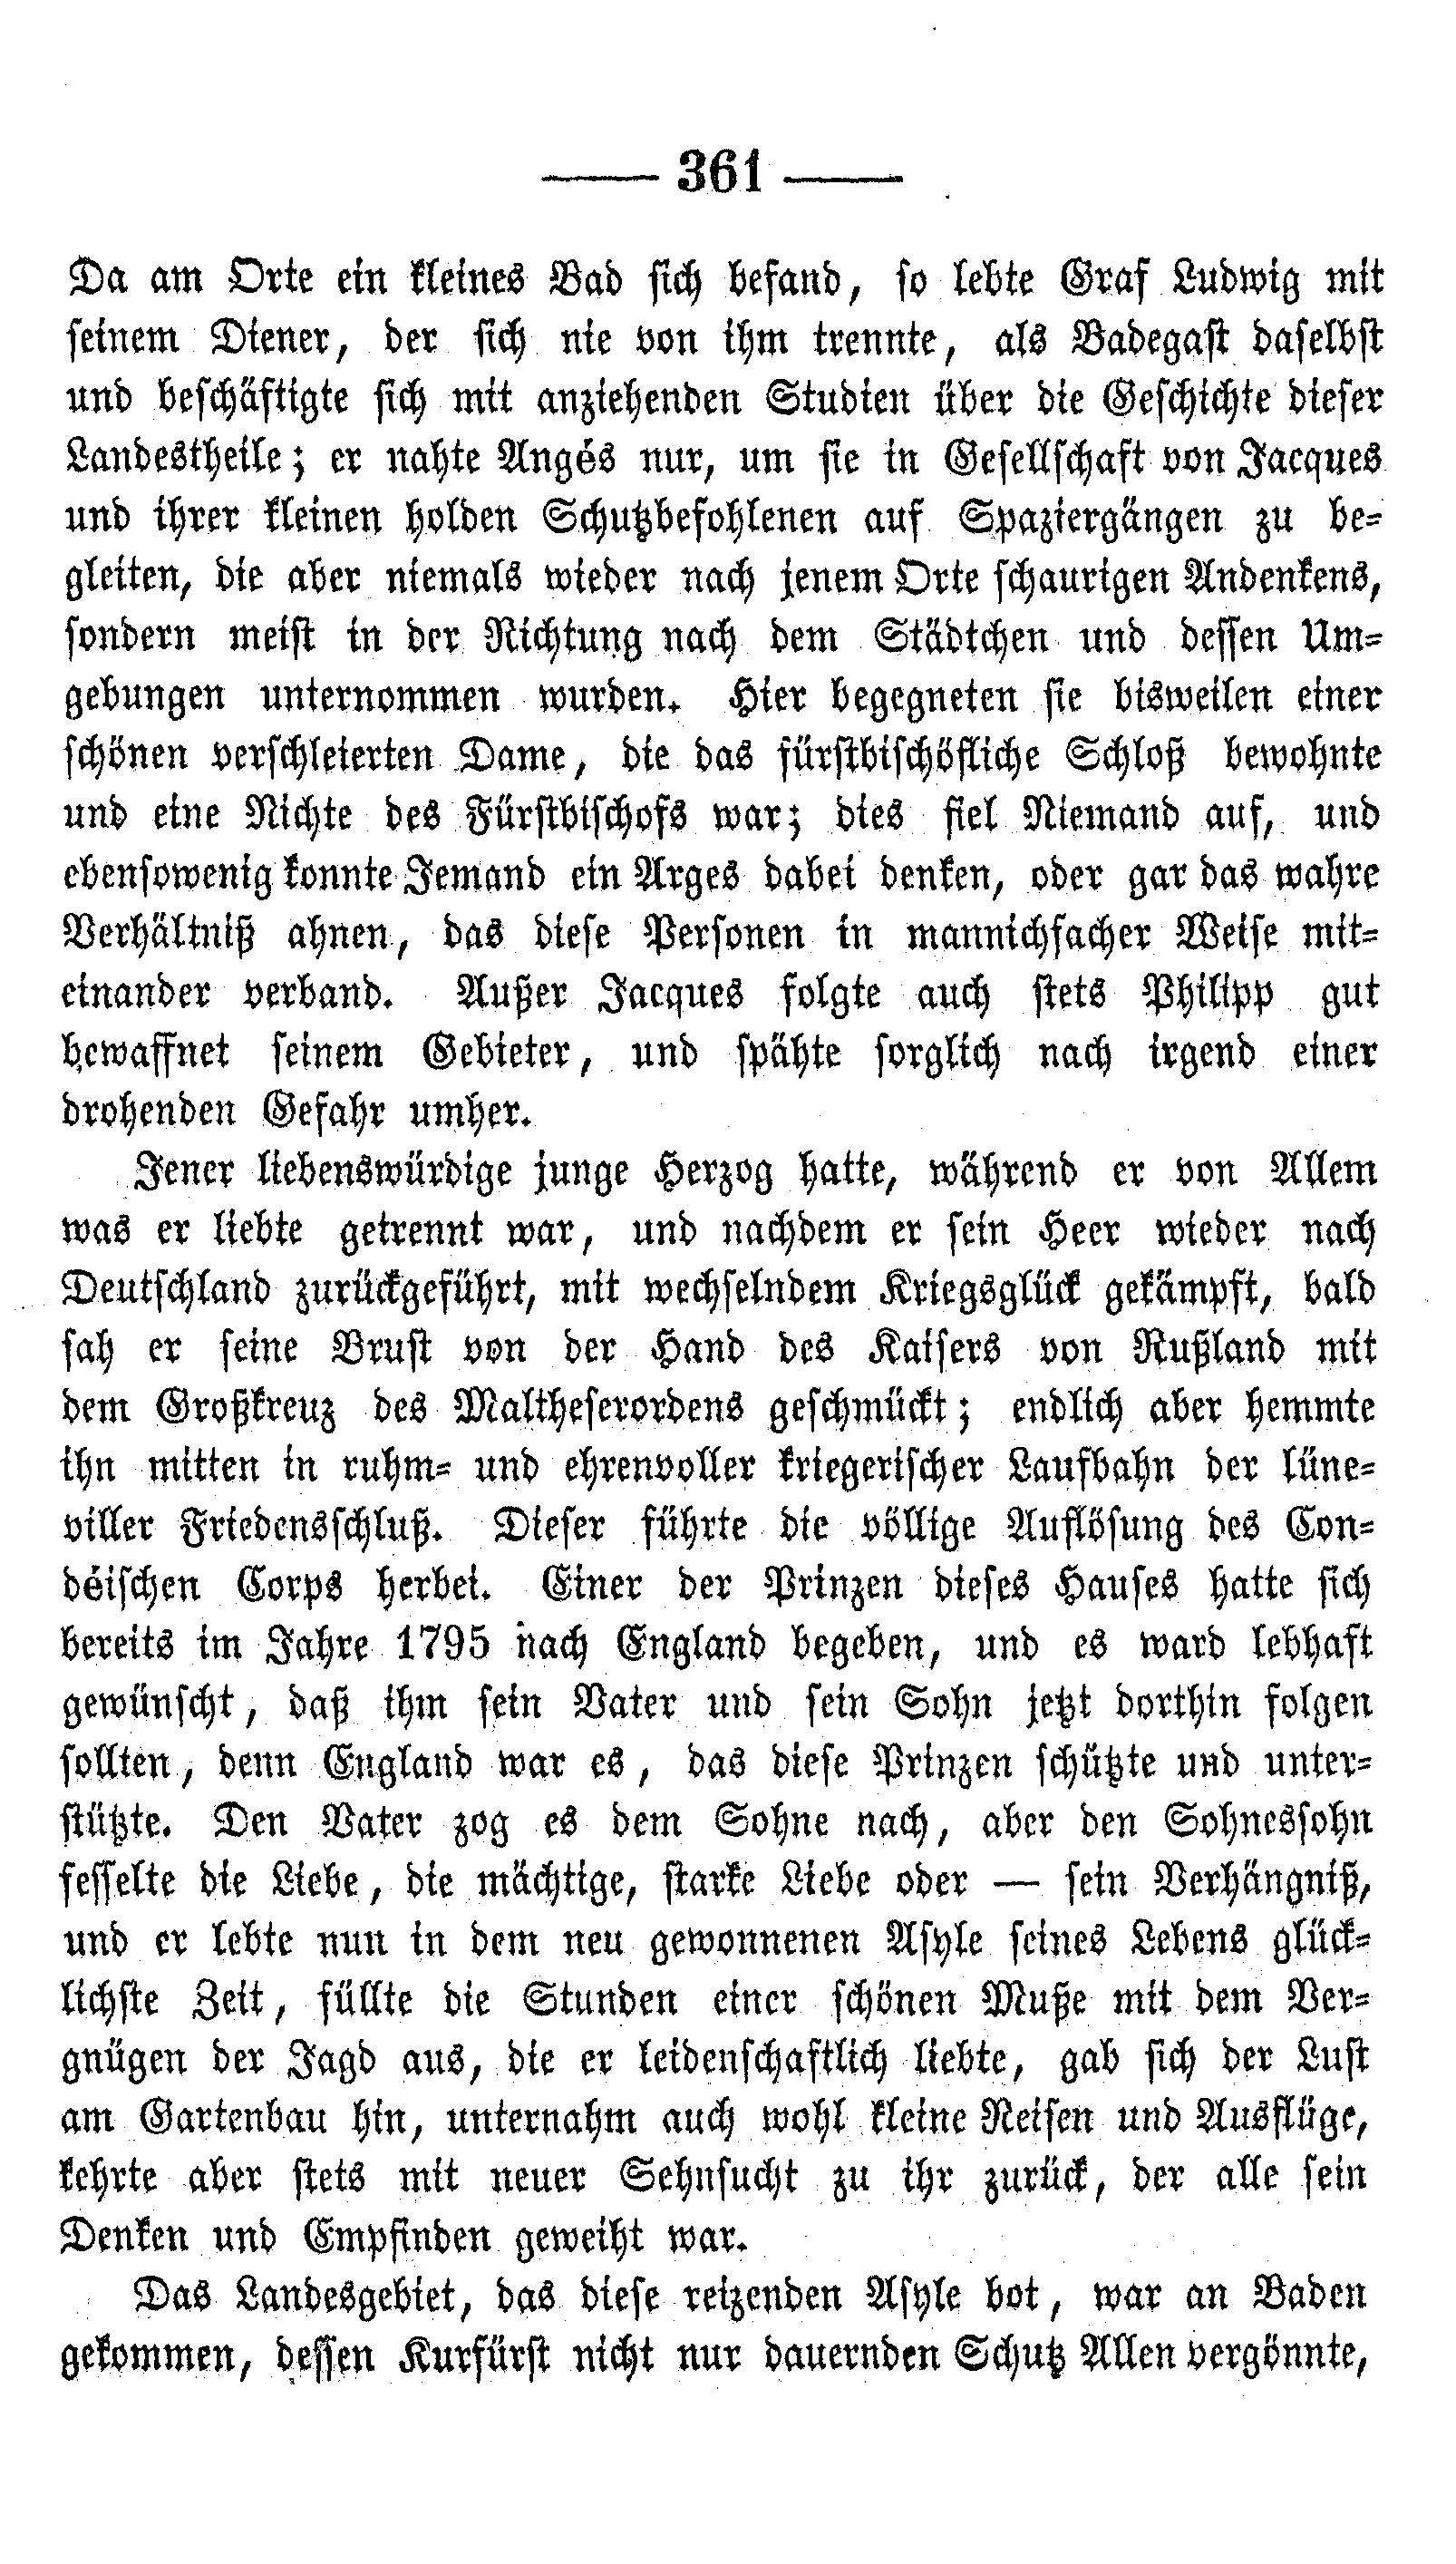 — 361 —
Da am Orte ein kleines Bad sich befand, so lebte Graf Ludwig mit
seinem Diener, der sich nie von ihm trennte, als Badegast daselbst
und beschäftigte sich mit anziehenden Studien über die Geschichte dieser
Landestheile; er nahte Angés nur, um sie in Gesellschaft von Jacques
und ihrer kleinen holden Schutzbefohlenen auf Spaziergängen zu be-
gleiten, die aber niemals wieder nach jenem Orte schaurigen Andenkens,
sondern meist in der Richtung nach dem Städtchen und dessen Um-
gebungen unternommen wurden. Hier begegneten sie bisweilen einer
schönen verschleierten Dame, die das fürstbischöfliche Schloß bewohnte
und eine Nichte des Fürstbischofs war; dies fiel Niemand auf, und
ebensowenig konnte Jemand ein Arges dabei denken, oder gar das wahre
Verhältniß ahnen, das diese Personen in mannichfacher Weise mit-
einander verband. Außer Jacques folgte auch stets Philipp gut
bewaffnet seinem Gebieter, und spähte sorglich nach irgend einer
drohenden Gefahr umher.
Jener liebenswürdige junge Herzog hatte, während er von Allem
was er liebte getrennt war, und nachdem er sein Heer wieder nach
Deutschland zurückgeführt, mit wechselndem Kriegsglück gekämpft, bald
sah er seine Brust von der Hand des Kaisers von Rußland mit
dem Großkreuz des Maltheserordens geschmückt; endlich aber hemmte
ihn mitten in ruhm- und ehrenvoller kriegerischer Laufbahn der lüne-
viller Friedensschluß. Dieser führte die völlige Auflösung des Con-
déischen Corps herbei. Einer der Prinzen dieses Hauses hatte sich
bereits im Jahre 1795 nach England begeben, und es ward lebhaft
gewünscht, daß ihm sein Vater und sein Sohn jetzt dorthin folgen
sollten, denn England war es, das diese Prinzen schützte und unter-
stützte. Den Vater zog es dem Sohne nach, aber den Sohnessohn
fesselte die Liebe, die mächtige, starke Liebe oder — sein Verhängniß,
und er lebte nun in dem neu gewonnenen Asyle seines Lebens glück-
lichste Zeit, füllte die Stunden einer schönen Muße mit dem Ver-
gnügen der Jagd aus, die er leidenschaftlich liebte, gab sich der Lust
am Gartenbau hin, unternahm auch wohl kleine Reisen und Ausflüge,
kehrte aber stets mit neuer Sehnsucht zu ihr zurück, der alle sein
Denken und Empfinden geweiht war.
Das Landesgebiet, das diese reizenden Asyle bot, war an Baden
gekommen, dessen Kurfürst nicht nur dauernden Schutz Allen vergönnte,